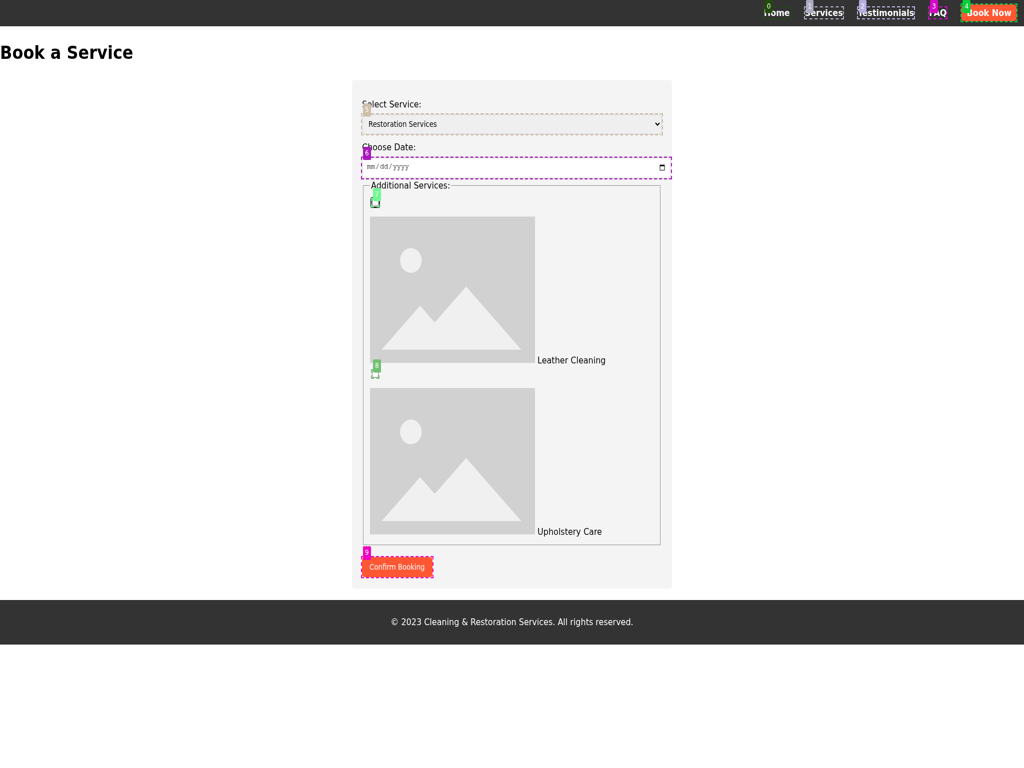 Home Services Testimonials FAQ Book Now
Book a Service
Select Service:
Restoration Services
Choose Date:
mm/dd/yyyy
Additional Services:
Leather Cleaning
Upholstery Care
Confirm Booking
© 2023 Cleaning & Restoration Services. All rights reserved.
0
1
2
3
4
5
6
7
8
9